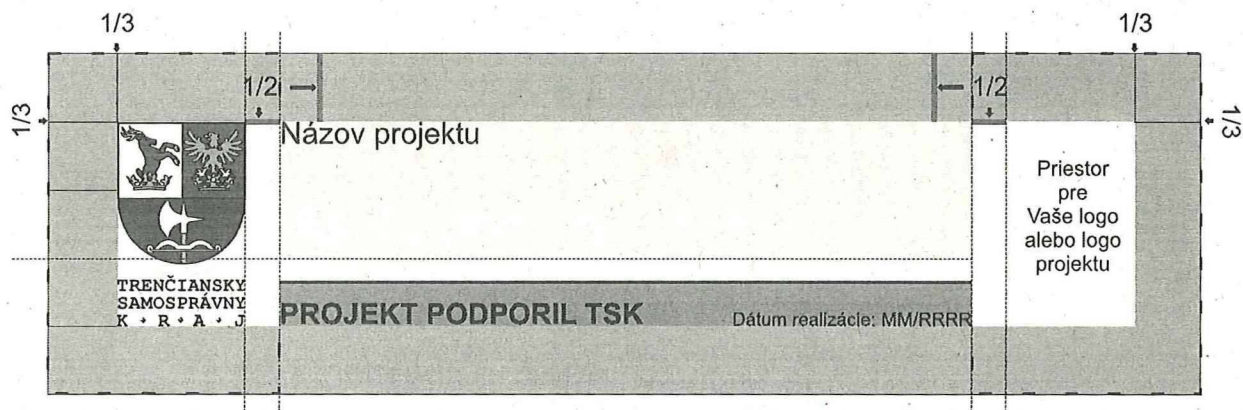 1/3
1/3
1/2
1/2
1/3
1/3
Názov projektu
Priestor
pre
Vaše logo
alebo logo
projektu
TRENČIANSKY
SAMOSPRÁVNY
K · R · A · J
PROJEKT PODPORIL TSK
Dátum realizácie: MM/RRRR